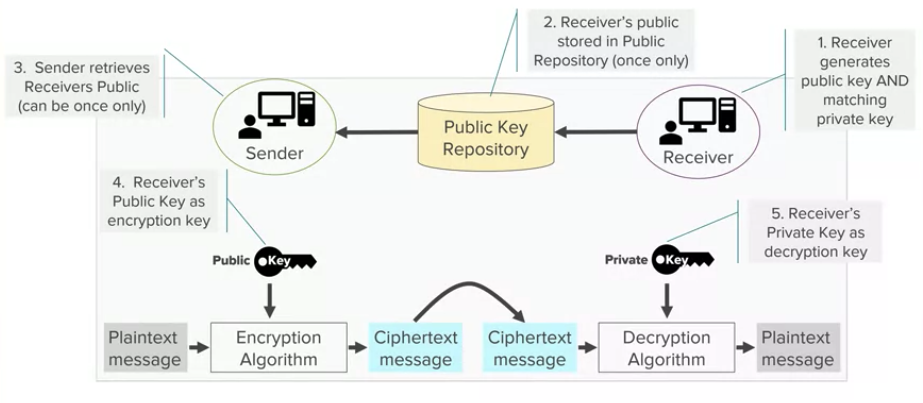 2. Receiver's public
stored in Public
Repository (once only)
1. Receiver
generates
public key AND
matching
private key
3. Sender retrieves
Receivers Public
(can be once only)
Sender
Public Key
Repository
Receiver
4. Receiver's
Public Key as
encryption key
5. Receiver's
Private Key as
decryption key
Public Key
Private Key
Plaintext
message
Encryption
Algorithm
Ciphertext
message
Ciphertext
message
Decryption
Algorithm
Plaintext
message